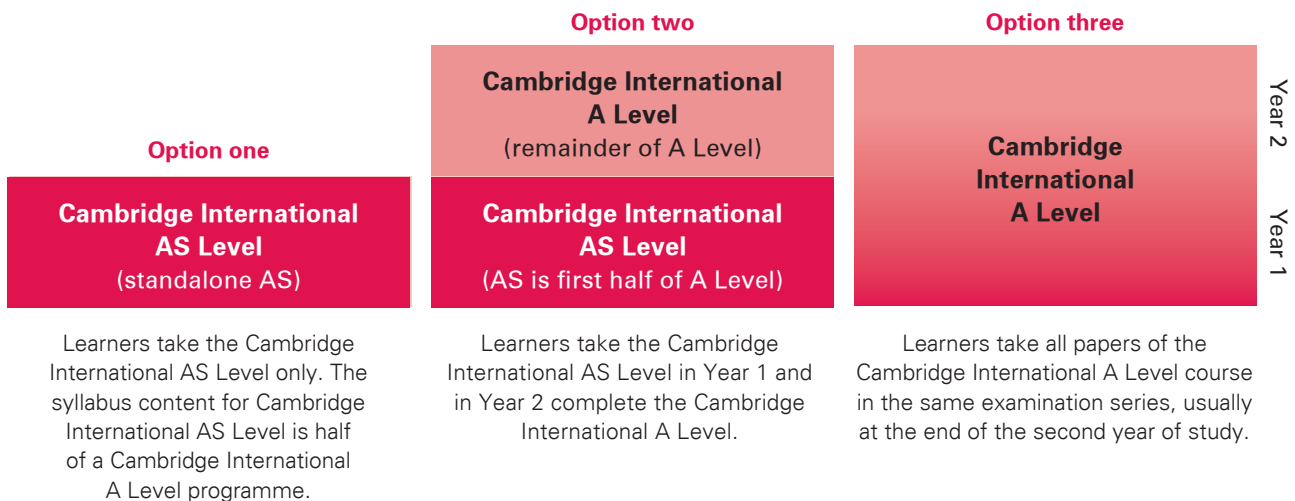 Option one
Cambridge International
AS Level
(standalone AS)
Learners take the Cambridge
International AS Level only. The
syllabus content for Cambridge
International AS Level is half
of a Cambridge International
A Level programme.
Option two
Cambridge International
A Level
(remainder of A Level)
Cambridge International
AS Level
(AS is first half of A Level)
Learners take the Cambridge
International AS Level in Year 1 and
in Year 2 complete the Cambridge
International A Level.
Option three
Cambridge
International
A Level
Learners take all papers of the
Cambridge International A Level course
in the same examination series, usually
at the end of the second year of study.
Year 2
Year 1